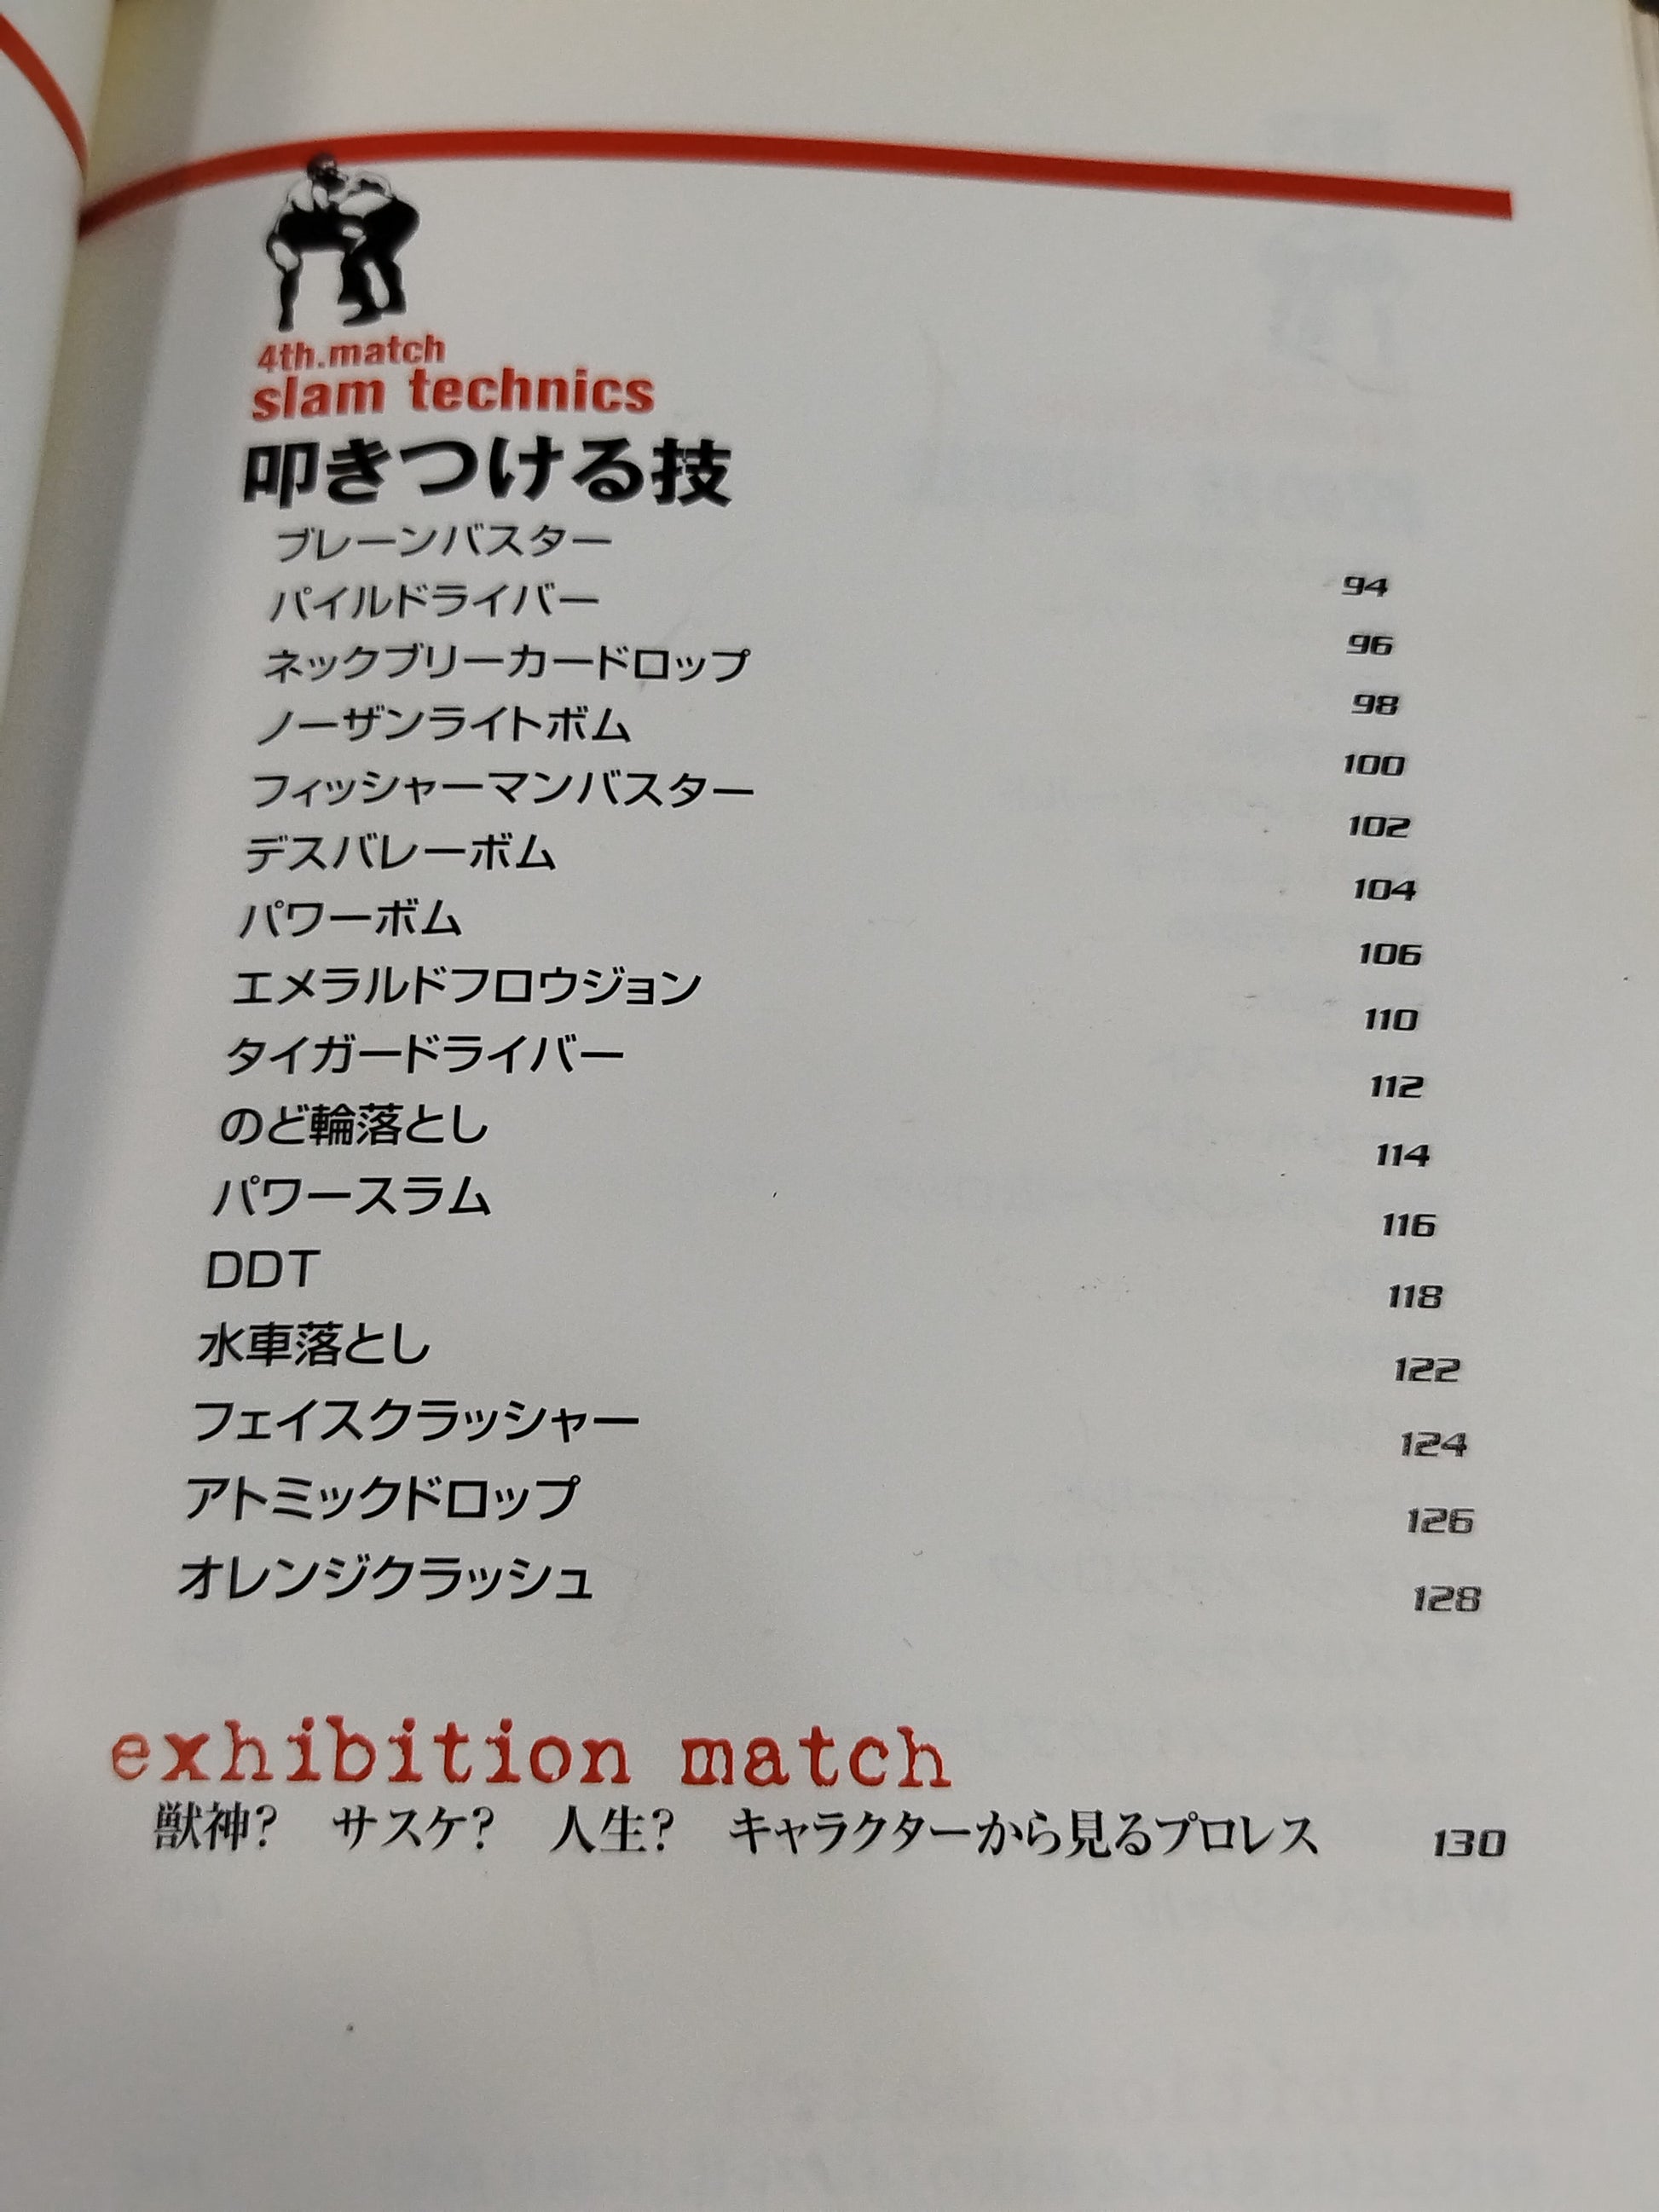 4th.match
slam technics
叩きつける技
ブレーンバスター 94
パイルドライバー 96
ネックブリーカードロップ 98
ノーザンライトボム 100
フィッシャーマンバスター 102
デスバレーボム 104
パワーボム 106
エメラルドフロウジョン 110
タイガードライバー 112
のど輪落とし 114
パワースラム 116
DDT 118
水車落とし 122
フェイスクラッシャー 124
アトミックドロップ 126
オレンジクラッシュ 128
exhibition match
獣神? サスケ? 人生? キャラクターから見るプロレス 130